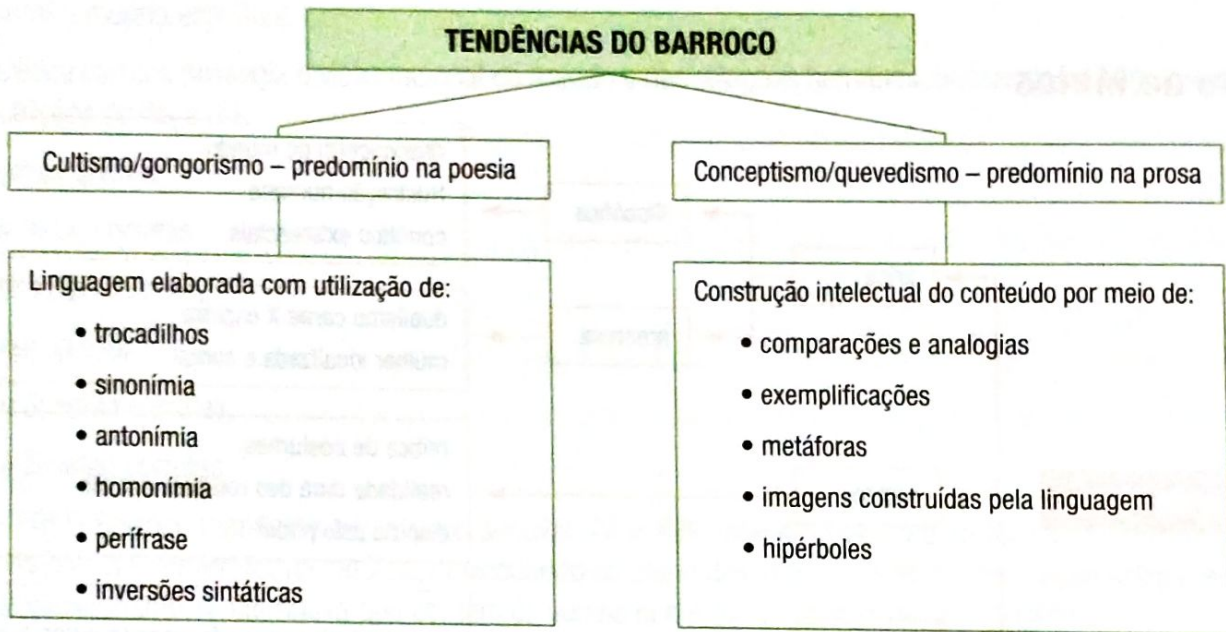 TENDÊNCIAS DO BARROCO
Cultismo/gongorismo – predomínio na poesia
Conceptismo/quevedismo – predomínio na prosa
Linguagem elaborada com utilização de:
• trocadilhos
• sinonímia
• antonímia
• homonímia
• perífrase
• inversões sintáticas
Construção intelectual do conteúdo por meio de:
• comparações e analogias
• exemplificações
• metáforas
• imagens construídas pela linguagem
• hipérboles